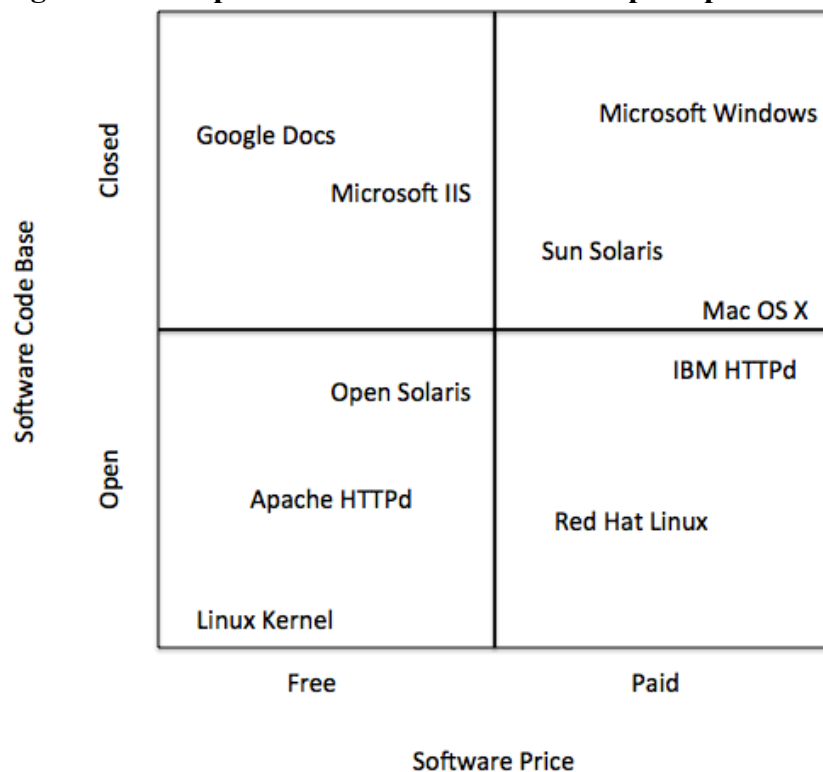 Microsoft Windows
Google Docs
Closed
Microsoft IIS
Sun Solaris
Software Code Base
Mac OS X
IBM HTTPd
Open Solaris
Apache HTTPd
Open
Red Hat Linux
Linux Kernel
Free
Paid
Software Price